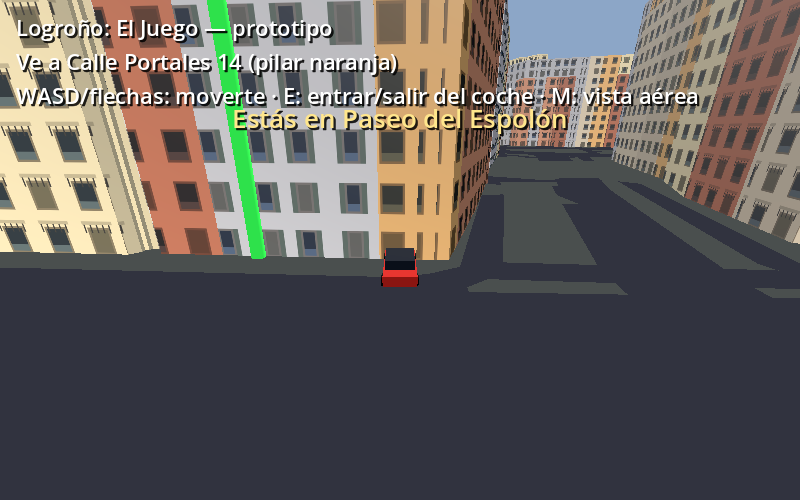 Logroño: El Juego — prototipo
Ve a Calle Portales 14 (pilar naranja)
WASD/flechas: moverte · E: entrar/salir del coche · M: vista aérea
Estás en Paseo del Espolón